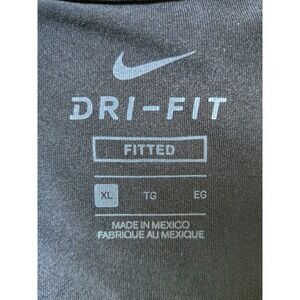 DRI-FIT
FITTED
XL TG EG
MADE IN MEXICO
FABRIQUE AU MEXIQUE